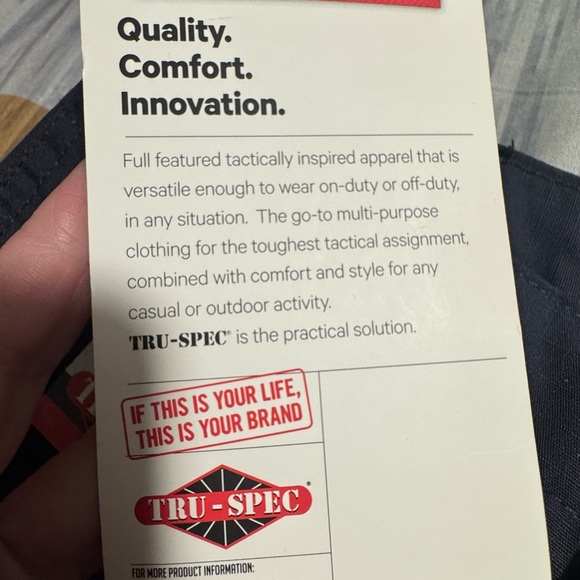 Quality.
Comfort.
Innovation.
Full featured tactically inspired apparel that is
versatile enough to wear on-duty or off-duty,
in any situation. The go-to multi-purpose
clothing for the toughest tactical assignment,
combined with comfort and style for any
casual or outdoor activity.
TRU-SPEC® is the practical solution.
IF THIS IS YOUR LIFE,
THIS IS YOUR BRAND
TRU-SPEC®
FOR MORE PRODUCT INFORMATION: